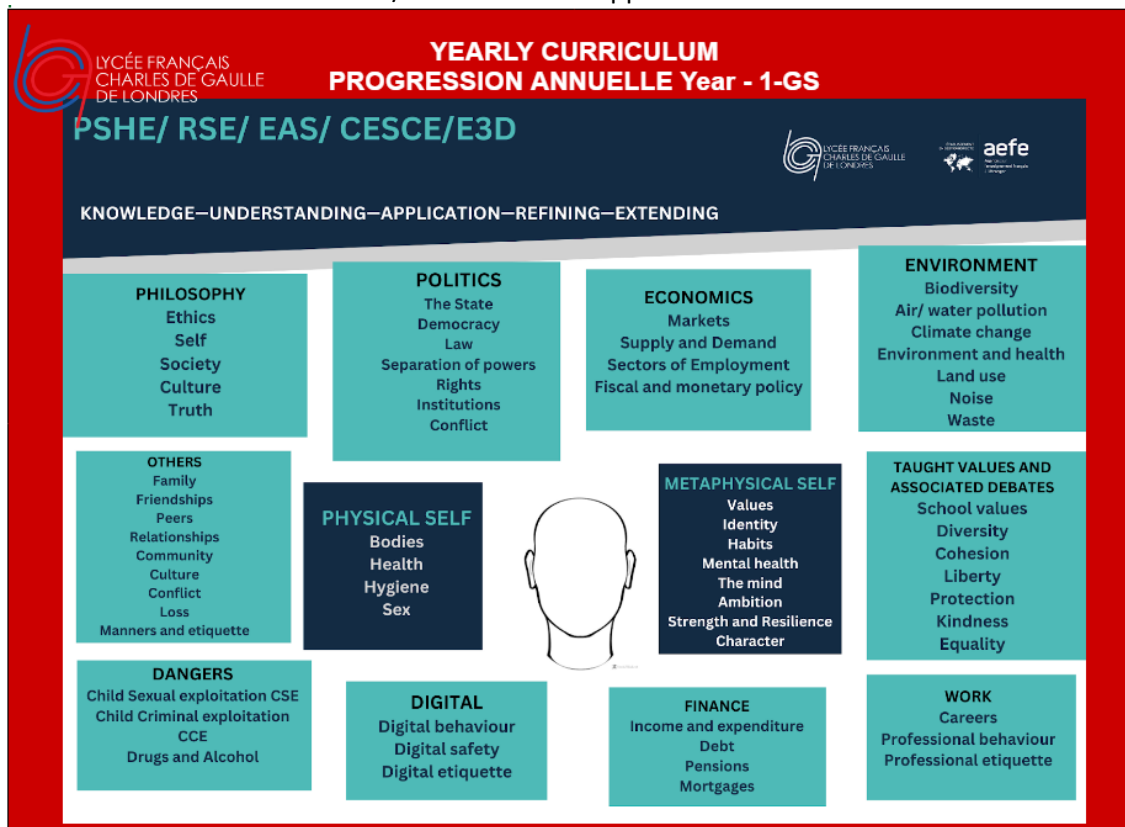 LYCÉE FRANÇAIS
CHARLES DE GAULLE
DE LONDRES
YEARLY CURRICULUM
PROGRESSION ANNUELLE Year - 1-GS
PSHE/ RSE/ EAS/ CESCE/E3D
LYCÉE FRANÇAIS
CHARLES DE GAULLE
DE LONDRES
aefe
KNOWLEDGE—UNDERSTANDING—APPLICATION—REFINING—EXTENDING
PHILOSOPHY
Ethics
Self
Society
Culture
Truth
POLITICS
The State
Democracy
Law
Separation of powers
Rights
Institutions
Conflict
ECONOMICS
Markets
Supply and Demand
Sectors of Employment
Fiscal and monetary policy
ENVIRONMENT
Biodiversity
Air/ water pollution
Climate change
Environment and health
Land use
Noise
Waste
OTHERS
Family
Friendships
Peers
Relationships
Community
Culture
Conflict
Loss
Manners and etiquette
PHYSICAL SELF
Bodies
Health
Hygiene
Sex
METAPHYSICAL SELF
Values
Identity
Habits
Mental health
The mind
Ambition
Strength and Resilience
Character
TAUGHT VALUES AND
ASSOCIATED DEBATES
School values
Diversity
Cohesion
Liberty
Protection
Kindness
Equality
DANGERS
Child Sexual exploitation CSE
Child Criminal exploitation
CCE
Drugs and Alcohol
DIGITAL
Digital behaviour
Digital safety
Digital etiquette
FINANCE
Income and expenditure
Debt
Pensions
Mortgages
WORK
Careers
Professional behaviour
Professional etiquette